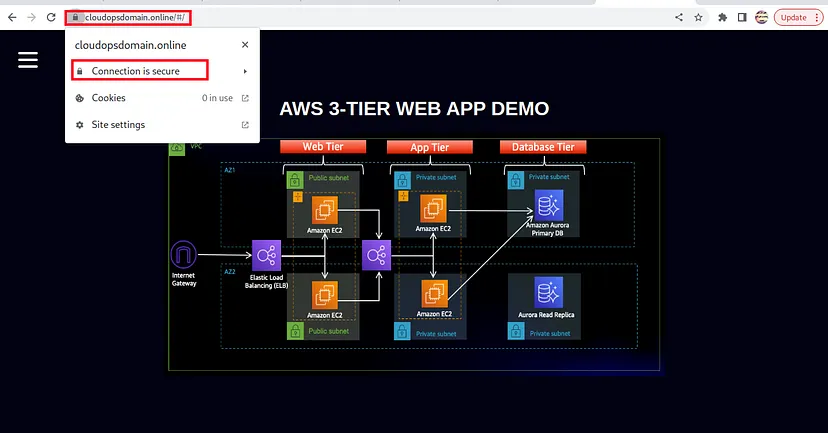 cloudopsdomain.online/#/
Update
cloudopsdomain.online
Connection is secure
Cookies
0 in use
Site settings
AWS 3-TIER WEB APP DEMO
VPC
Web Tier
App Tier
Database Tier
AZ1
Public subnet
Private subnet
Private subnet
Amazon EC2
Amazon EC2
Amazon Aurora
Primary DB
Internet
Gateway
Elastic Load
Balancing (ELB)
AZ2
Amazon EC2
Amazon EC2
Aurora Read Replica
Public subnet
Private subnet
Private subnet